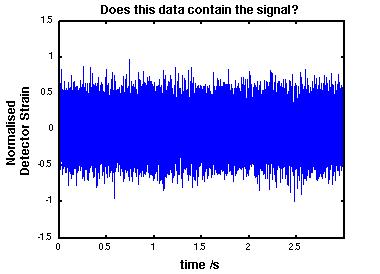 Does this data contain the signal?
1.5
1
0.5
0
-0.5
-1
-1.5
Normalised
Detector Strain
0 0.5 1 1.5 2 2.5
time /s